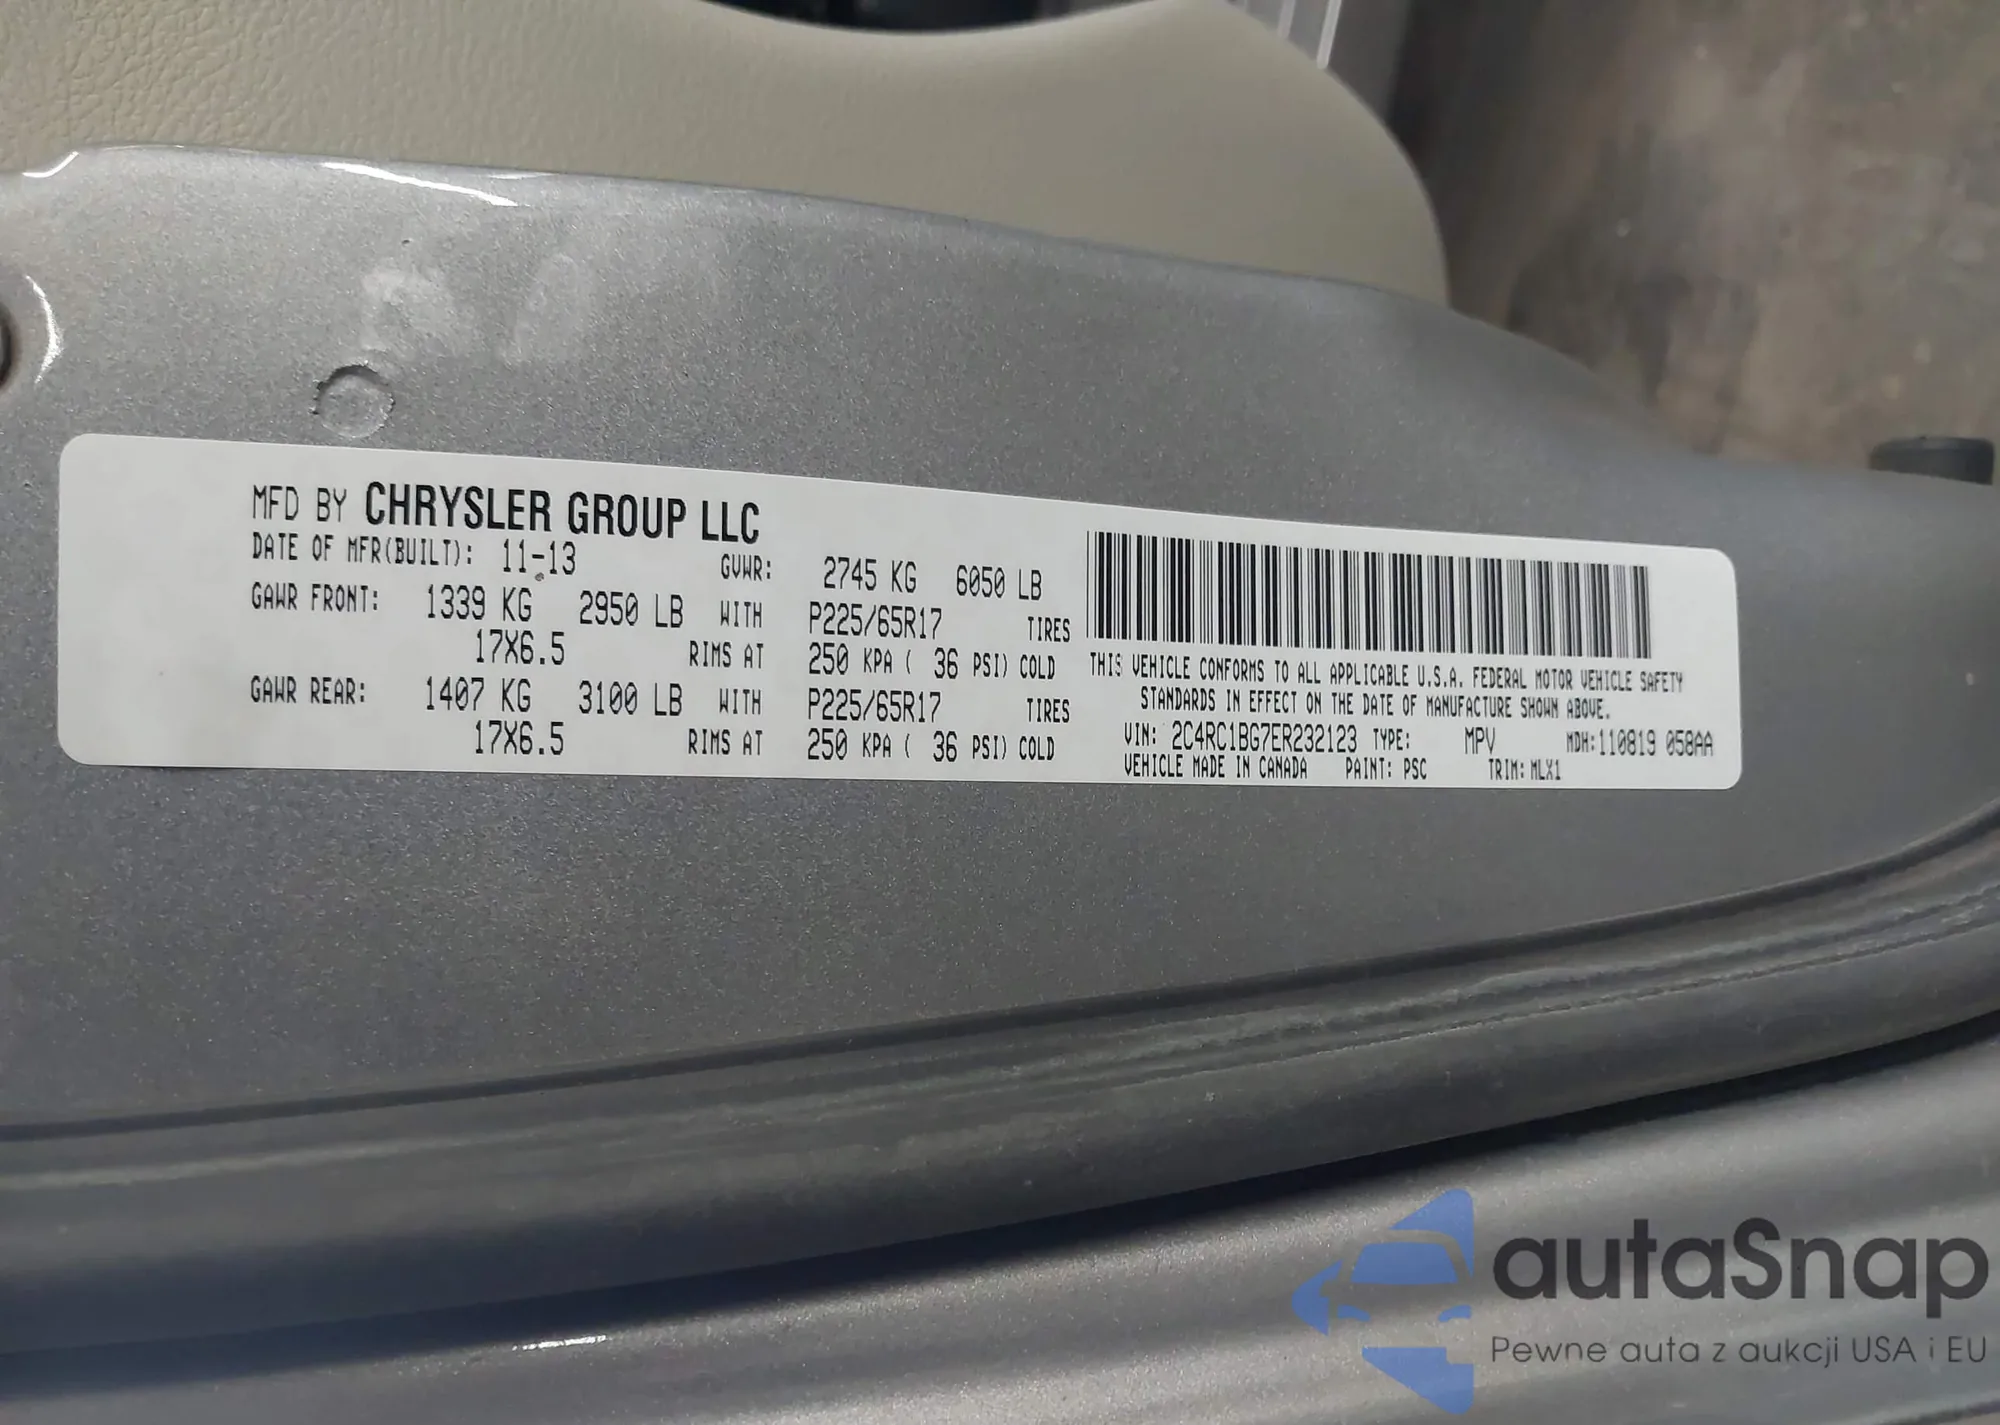 MFD BY CHRYSLER GROUP LLC
DATE OF MFR(BUILT): 11-13 GVWR: 2745 KG 6050 LB
GAWR FRONT: 1339 KG 2950 LB WITH P225/65R17 TIRES
17X6.5 RIMS AT 250 KPA ( 36 PSI) COLD
GAWR REAR: 1407 KG 3100 LB WITH P225/65R17 TIRES
17X6.5 RIMS AT 250 KPA ( 36 PSI) COLD
THIS VEHICLE CONFORMS TO ALL APPLICABLE U.S.A. FEDERAL MOTOR VEHICLE SAFETY
STANDARDS IN EFFECT ON THE DATE OF MANUFACTURE SHOWN ABOVE.
VIN: 2C4RC1BG7ER232123 TYPE: MPV MDH:110819 058AA
VEHICLE MADE IN CANADA PAINT: PSC TRIM: MLX1
autaSnap
Pewne auta z aukcji USA i EU